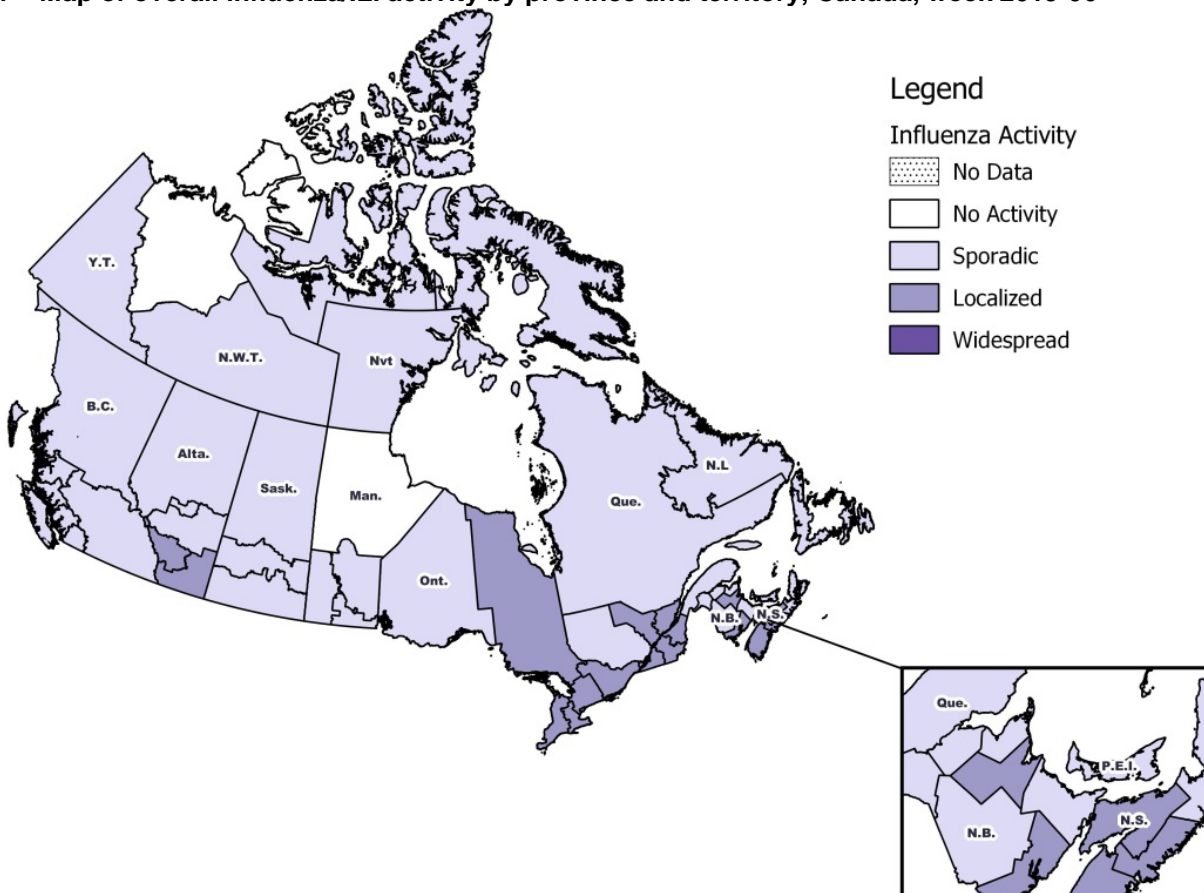 Legend
Influenza Activity
No Data
No Activity
Sporadic
Localized
Widespread
Y.T.
N.W.T.
Nvt
B.C.
Alta.
Sask.
Man.
Ont.
Que.
N.L
N.B.
N.S.
Que.
P.E.I.
N.B.
N.S.